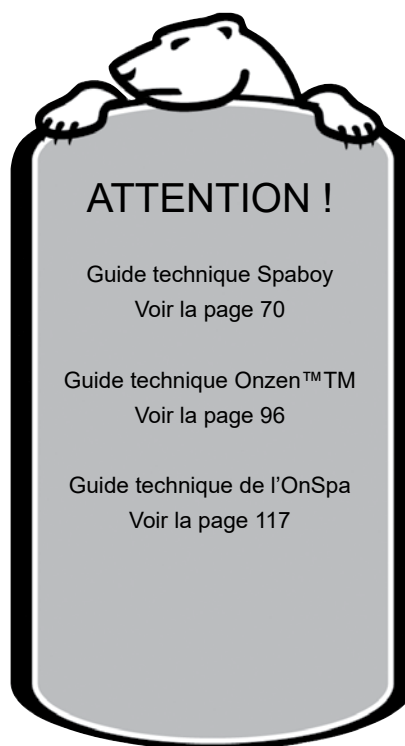 ATTENTION !
Guide technique Spaboy
Voir la page 70
Guide technique Onzen™TM
Voir la page 96
Guide technique de l’OnSpa
Voir la page 117